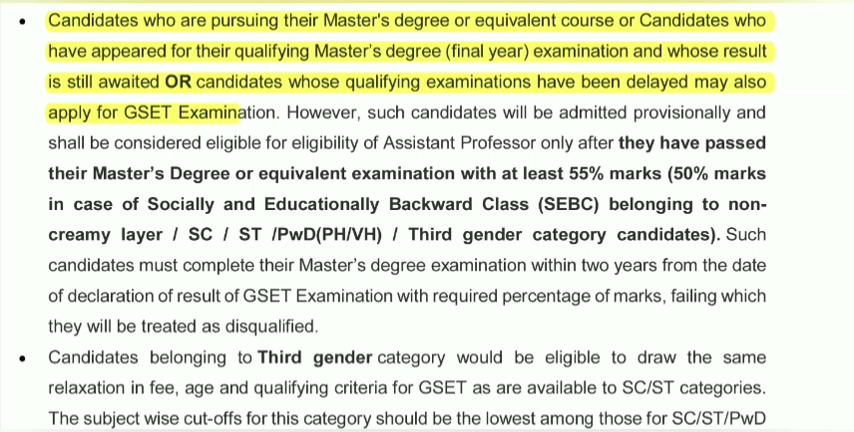 • Candidates who are pursuing their Master's degree or equivalent course or Candidates who
have appeared for their qualifying Master's degree (final year) examination and whose result
is still awaited OR candidates whose qualifying examinations have been delayed may also
apply for GSET Examination. However, such candidates will be admitted provisionally and
shall be considered eligible for eligibility of Assistant Professor only after they have passed
their Master's Degree or equivalent examination with at least 55% marks (50% marks
in case of Socially and Educationally Backward Class (SEBC) belonging to non-
creamy layer / SC / ST /PwD(PH/VH) / Third gender category candidates). Such
candidates must complete their Master's degree examination within two years from the date
of declaration of result of GSET Examination with required percentage of marks, failing which
they will be treated as disqualified.
• Candidates belonging to Third gender category would be eligible to draw the same
relaxation in fee, age and qualifying criteria for GSET as are available to SC/ST categories.
The subject wise cut-offs for this category should be the lowest among those for SC/ST/PwD